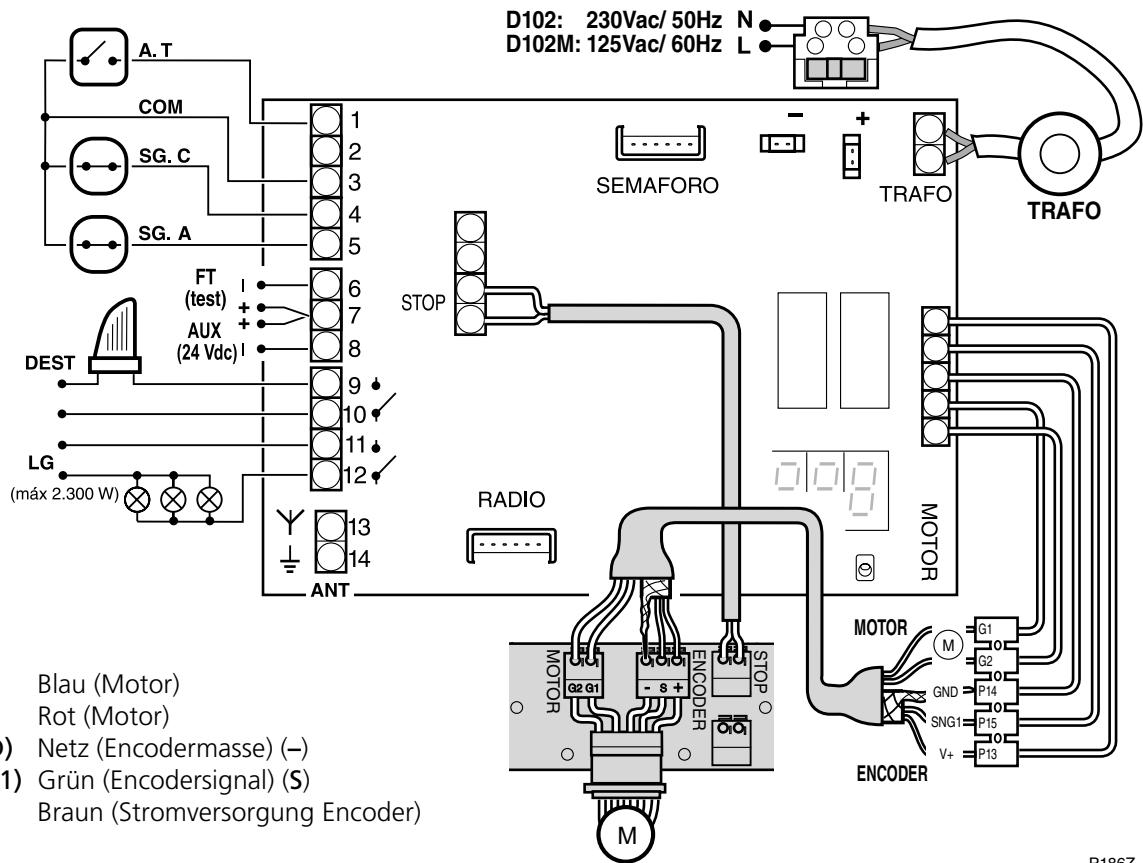 D102: 230Vac/ 50Hz N
D102M: 125Vac/ 60Hz L
A. T
COM
SG. C
SG. A
1
2
3
4
5
FT
(test)
AUX
(24 Vdc)
+
+
6
7
8
DEST
9
10
11
12
LG
(máx 2.300 W)
13
14
ANT
SEMAFORO
-
+
TRAFO
TRAFO
STOP
RADIO
MOTOR
MOTOR
G2 G1
- S +
ENCODER
STOP
M
MOTOR
M
G1
G2
GND
P14
SNG1
P15
V+
P13
ENCODER
Blau (Motor)
Rot (Motor)
) Netz (Encodermasse) (–)
1) Grün (Encodersignal) (S)
Braun (Stromversorgung Encoder)